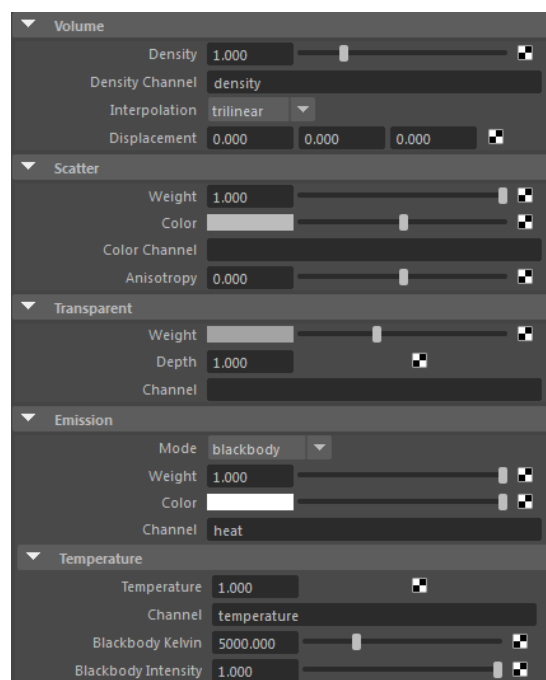 Volume
Density 1.000
Density Channel density
Interpolation trilinear
Displacement 0.000 0.000 0.000
Scatter
Weight 1.000
Color
Color Channel
Anisotropy 0.000
Transparent
Weight
Depth 1.000
Channel
Emission
Mode blackbody
Weight 1.000
Color
Channel heat
Temperature
Temperature 1.000
Channel temperature
Blackbody Kelvin 5000.000
Blackbody Intensity 1.000